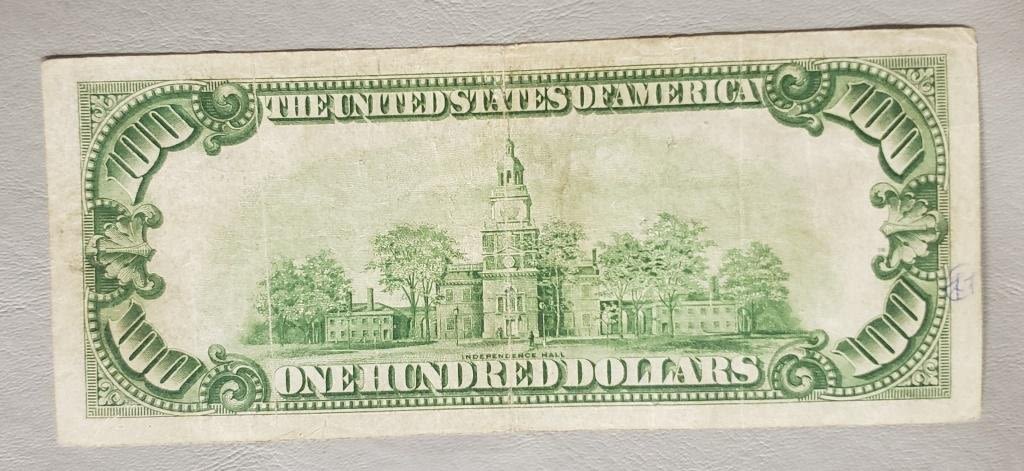 THE UNITED STATES OF AMERICA
100 100
INDEPENDENCE HALL
100 100
ONE HUNDRED DOLLARS